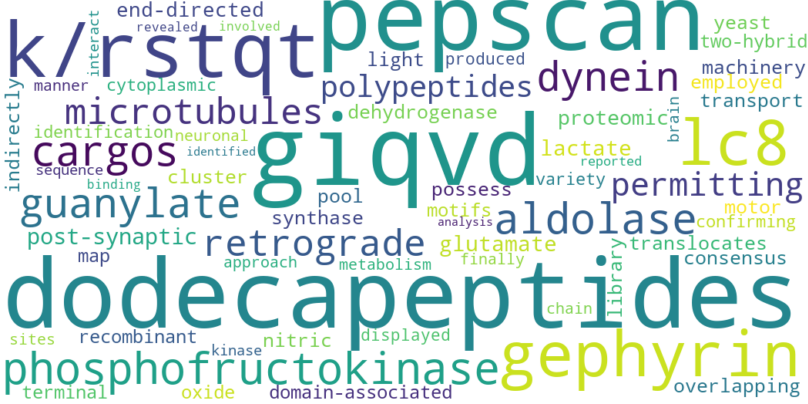 end-directed
pepscan
yeast
k/rstqt
interact
revealed
involved
two-hybrid
light
produced
manner
cytoplasmic
polypeptides
dynein
machinery
employed
indirectly
microtubules
dehydrogenase
proteomic
brain
transport
identification
neuronal
giqvd
lactate
lc8
cargos
identified
reported
sequence
binding
cluster
pool
possess
variety
permitting
guanylate
synthase
motifs
analysis
aldolase
motor
confirming
post-synaptic
retrograde
glutamate
library
translocates
map
approach
metabolism
finally
consensus
dodecapeptides
chain
sites
recombinant
kinase
nitric
displayed
gephyrin
phosphofructokinase
terminal
oxide
domain-associated
overlapping